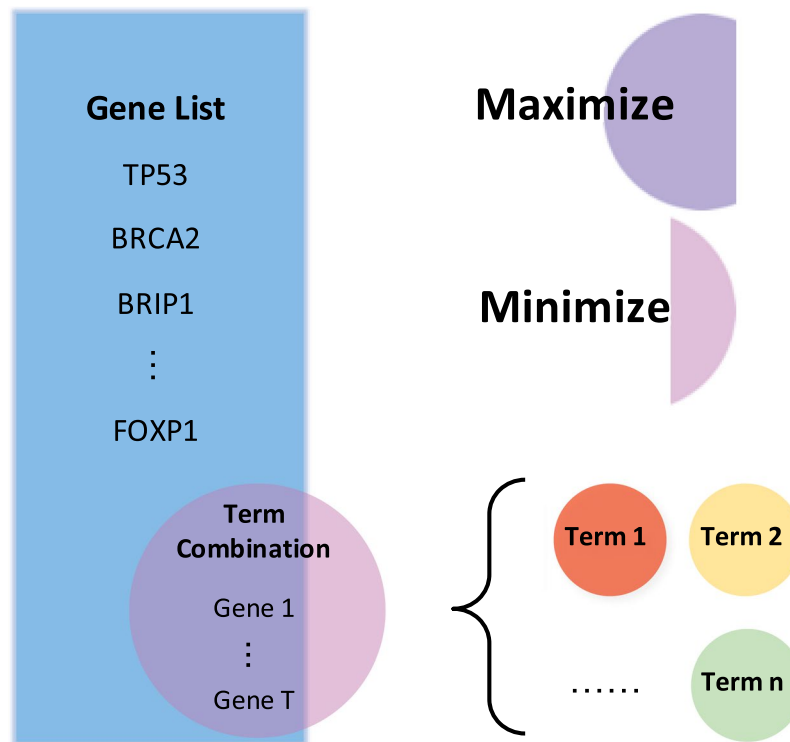 Gene List
TP53
BRCA2
BRIP1
⋮
FOXP1
Maximize
Minimize
Term
Combination
Gene 1
⋮
Gene T
Term 1
Term 2
......
Term n